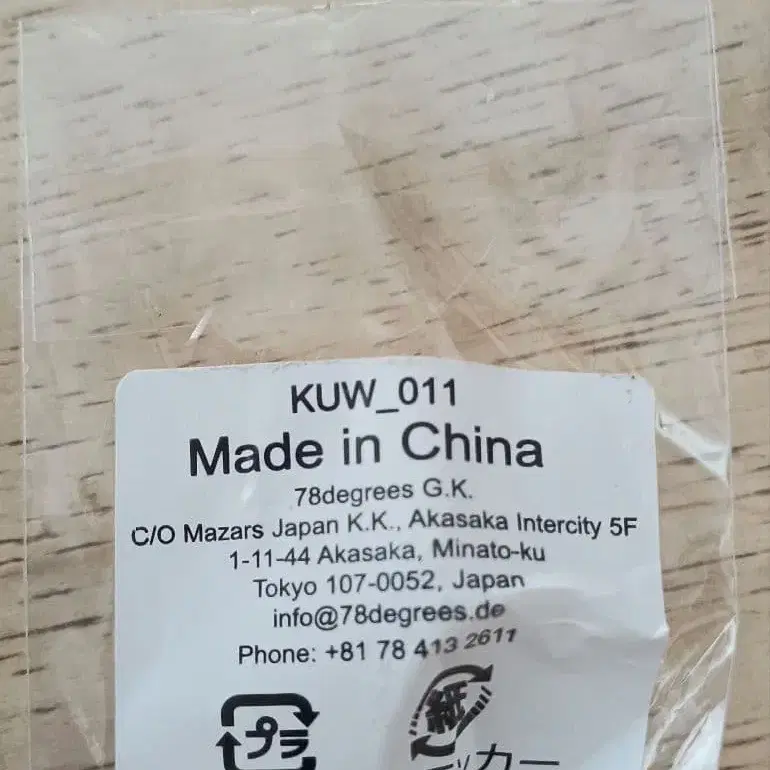 KUW_011
Made in China
78degrees G.K.
C/O Mazars Japan K.K., Akasaka Intercity 5F
1-11-44 Akasaka, Minato-ku
Tokyo 107-0052, Japan
info@78degrees.de
Phone: +81 78 413 2611
プラ 紙